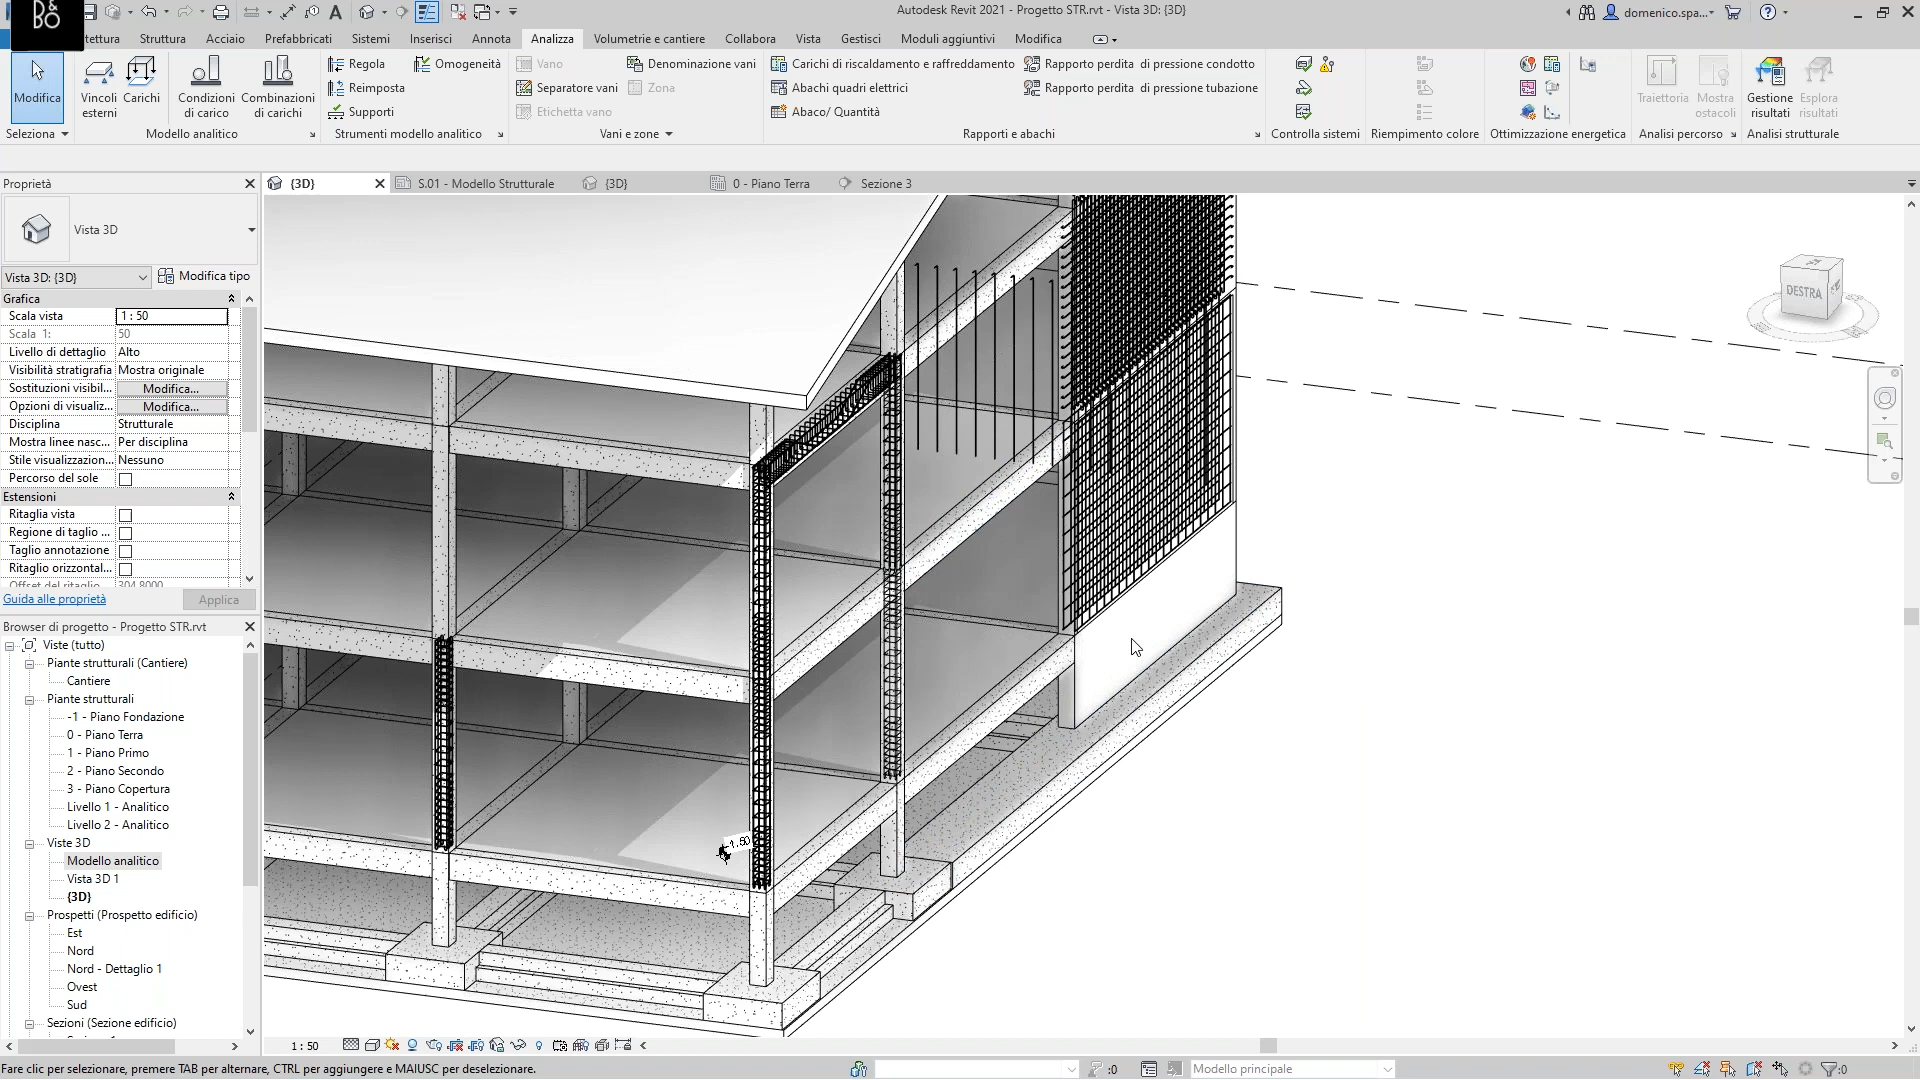 D&
BO
Autodesk Revit 2021 - Progetto STR.rvt - Vista 3D: {3D}
domenico.spa...
tettura Struttura Acciaio Prefabbricati Sistemi Inserisci Annota Analizza Volumetrie e cantiere Collabora Vista Gestisci Moduli aggiuntivi Modifica
Modifica
Vincoli esterni
Carichi
Condizioni di carico
Combinazioni di carichi
Regola
Reimposta
Supporti
Omogeneità
Vano
Separatore vani
Etichetta vano
Denominazione vani
Zona
Carichi di riscaldamento e raffreddamento
Abachi quadri elettrici
Abaco/ Quantità
Rapporto perdita di pressione condotto
Rapporto perdita di pressione tubazione
Traiettoria
Mostra ostacoli
Gestione risultati
Esplora risultati
Seleziona Modello analitico Strumenti modello analitico Vani e zone Rapporti e abachi Controlla sistemi Riempimento colore Ottimizzazione energetica Analisi percorso Analisi strutturale
Proprietà
{3D} S.01 - Modello Strutturale {3D} 0 - Piano Terra Sezione 3
Vista 3D
Vista 3D: {3D} Modifica tipo
Grafica
Scala vista 1 : 50
Scala 1: 50
Livello di dettaglio Alto
Visibilità stratigrafia Mostra originale
Sostituzioni visibil... Modifica...
Opzioni di visualiz... Modifica...
Disciplina Strutturale
Mostra linee nasc... Per disciplina
Stile visualizzazion... Nessuno
Percorso del sole
Estensioni
Ritaglia vista
Regione di taglio ...
Taglio annotazione
Ritaglio orizzontal...
Offset del ritaglio 304.8000
Guida alle proprietà Applica
Browser di progetto - Progetto STR.rvt
Viste (tutto)
Piante strutturali (Cantiere)
Cantiere
Piante strutturali
-1 - Piano Fondazione
0 - Piano Terra
1 - Piano Primo
2 - Piano Secondo
3 - Piano Copertura
Livello 1 - Analitico
Livello 2 - Analitico
Viste 3D
Modello analitico
Vista 3D 1
{3D}
Prospetti (Prospetto edificio)
Est
Nord
Nord - Dettaglio 1
Ovest
Sud
Sezioni (Sezione edificio)
DESTRA
1 : 50
Fare clic per selezionare, premere TAB per alternare, CTRL per aggiungere e MAIUSC per deselezionare.
:0
Modello principale
:0